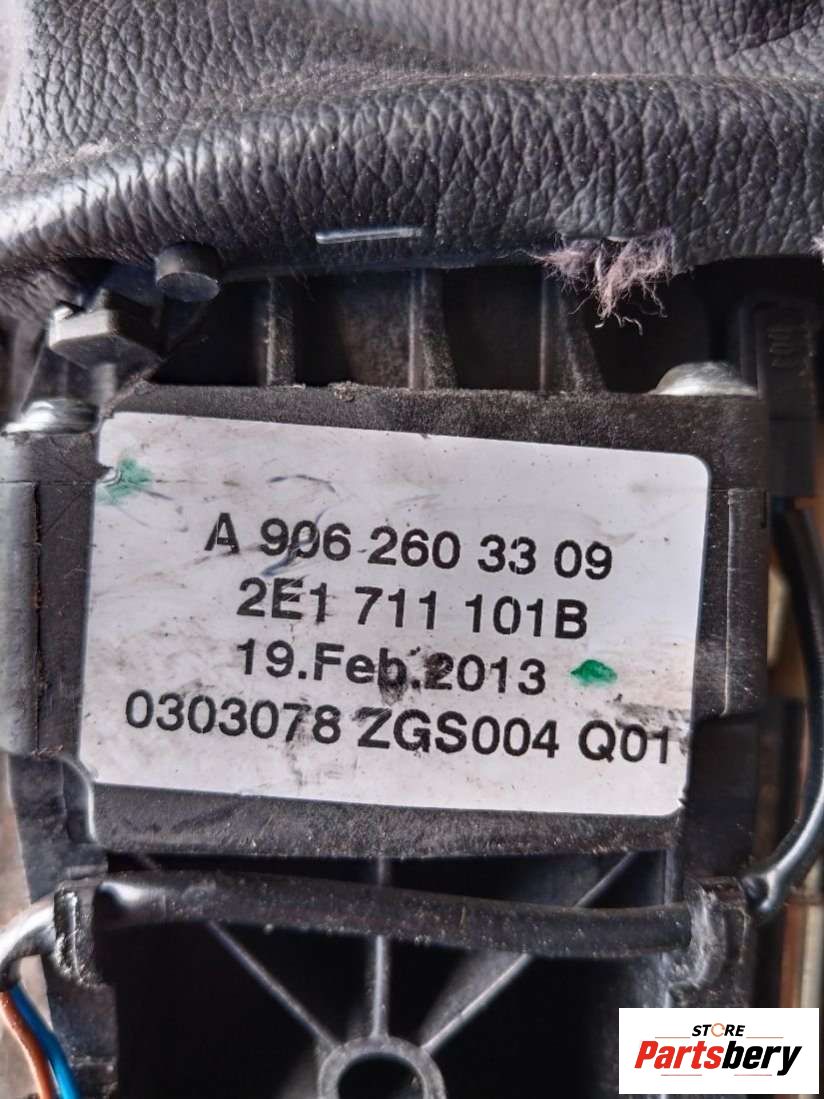 A 906 260 33 09
2E1 711 101B
19.Feb.2013
0303078 ZGS004 Q01
STORE
Partsbery